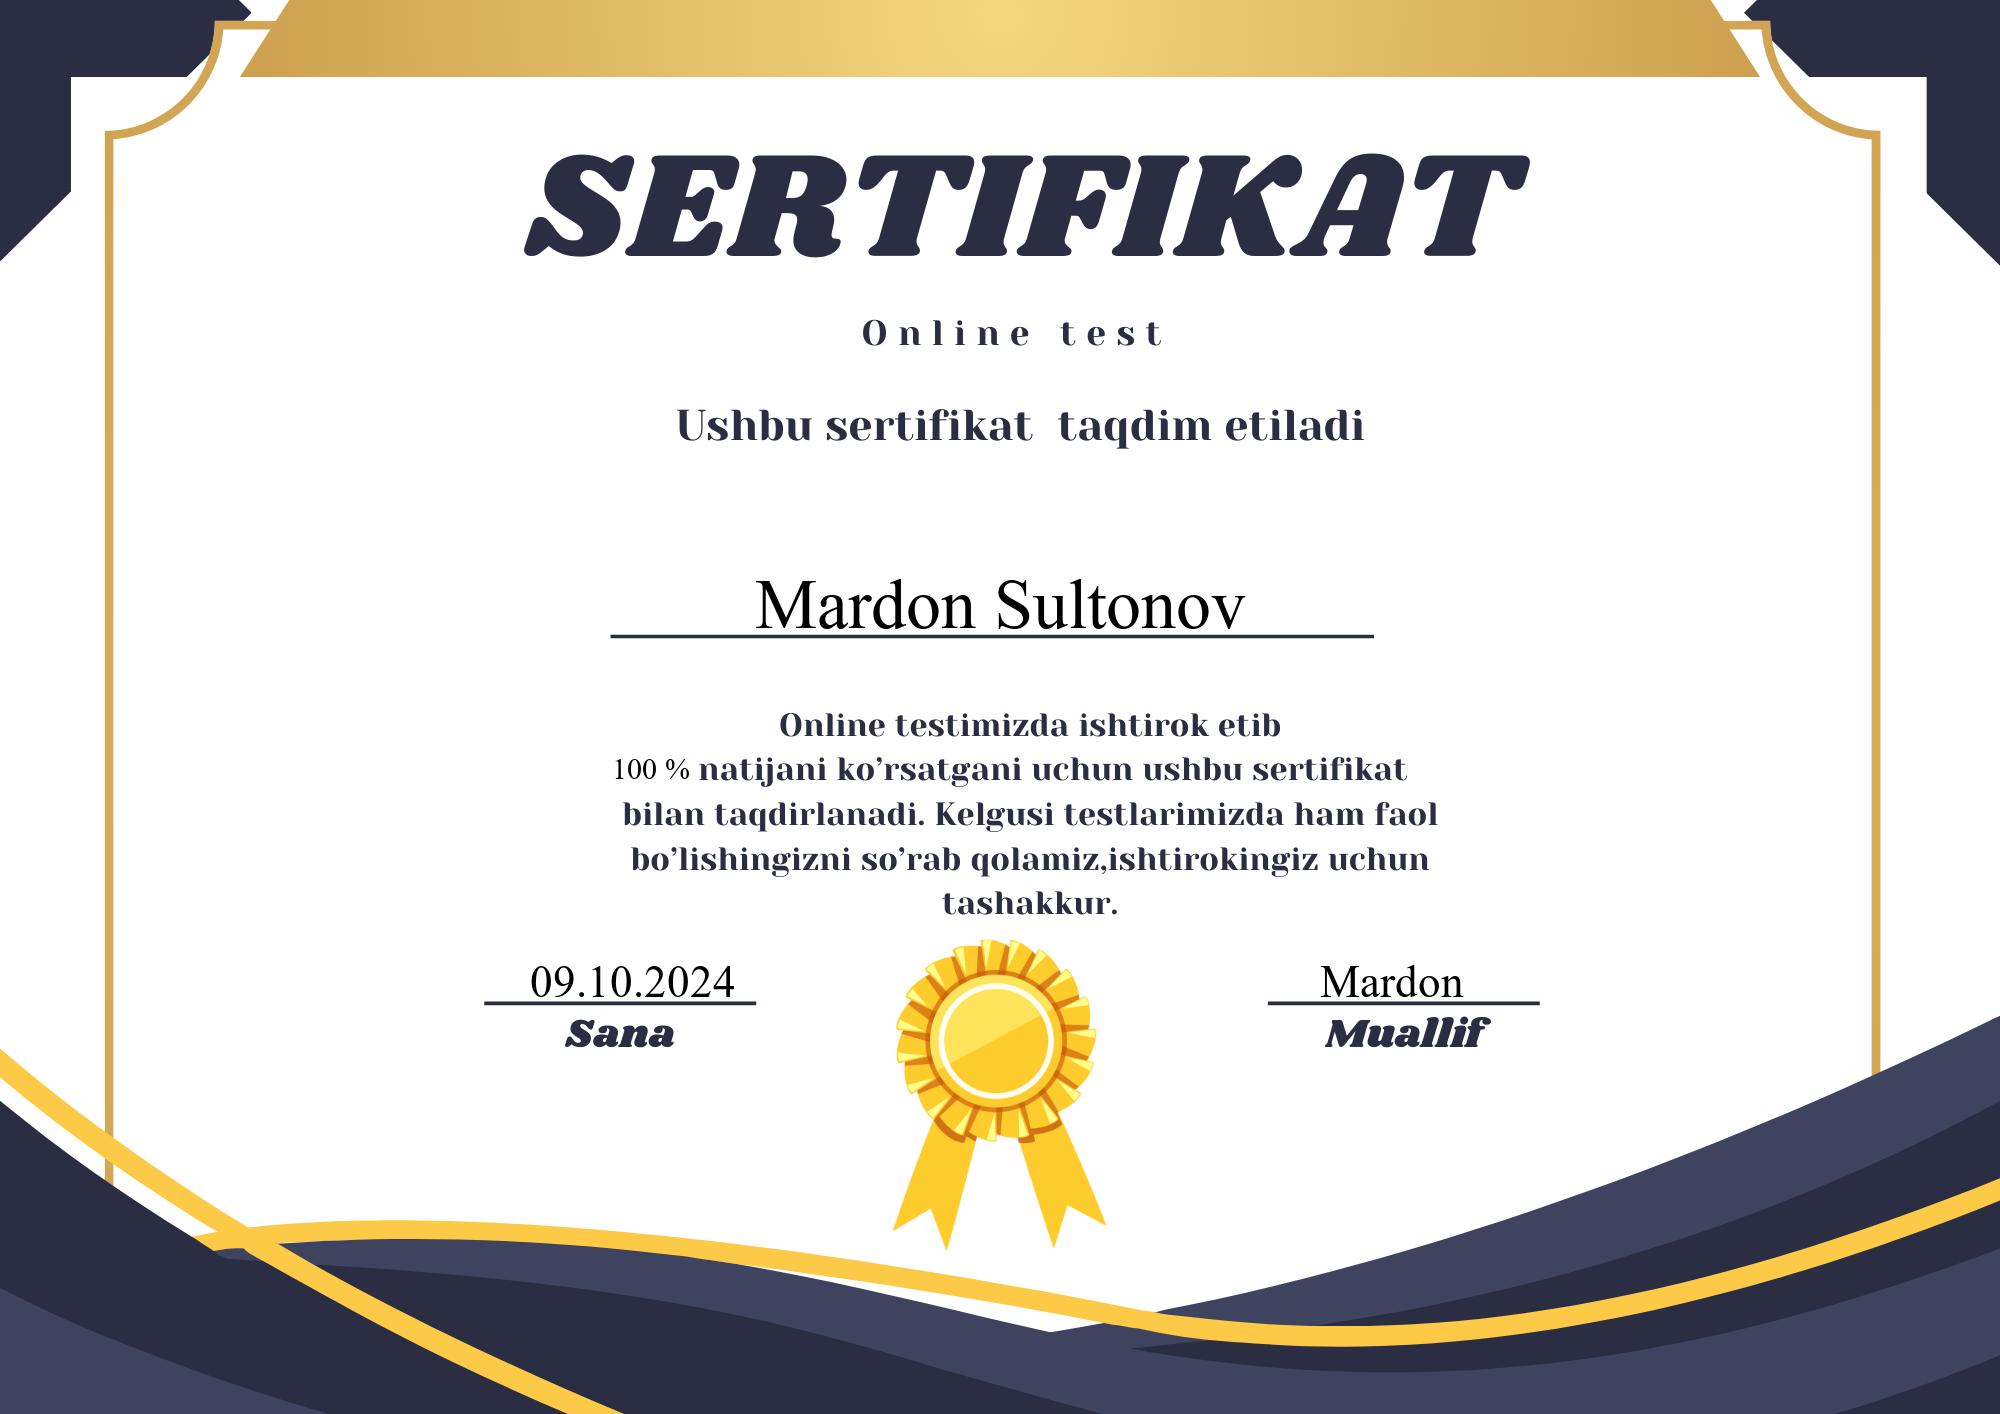 SERTIFIKAT
Online test
Ushbu sertifikat taqdim etiladi
Mardon Sultonov
Online testimizda ishtirok etib
100 % natijani ko’rsatgani uchun ushbu sertifikat
bilan taqdirlanadi. Kelgusi testlarimizda ham faol
bo’lishingizni so’rab qolamiz,ishtirokingiz uchun
tashakkur.
09.10.2024
Sana
Mardon
Muallif